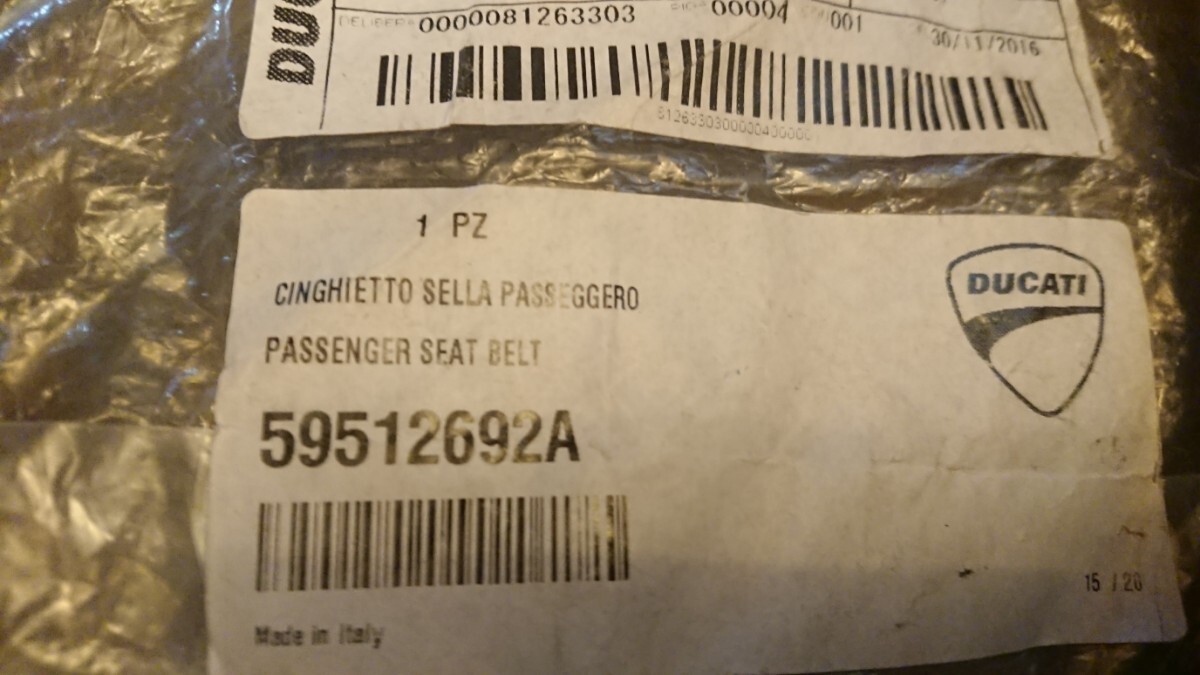 0000081263303 00004 001 30/11/2016
1 PZ
DUCATI
CINGHIETTO SELLA PASSEGGERO
PASSENGER SEAT BELT
59512692A
15 / 20
Made in Italy